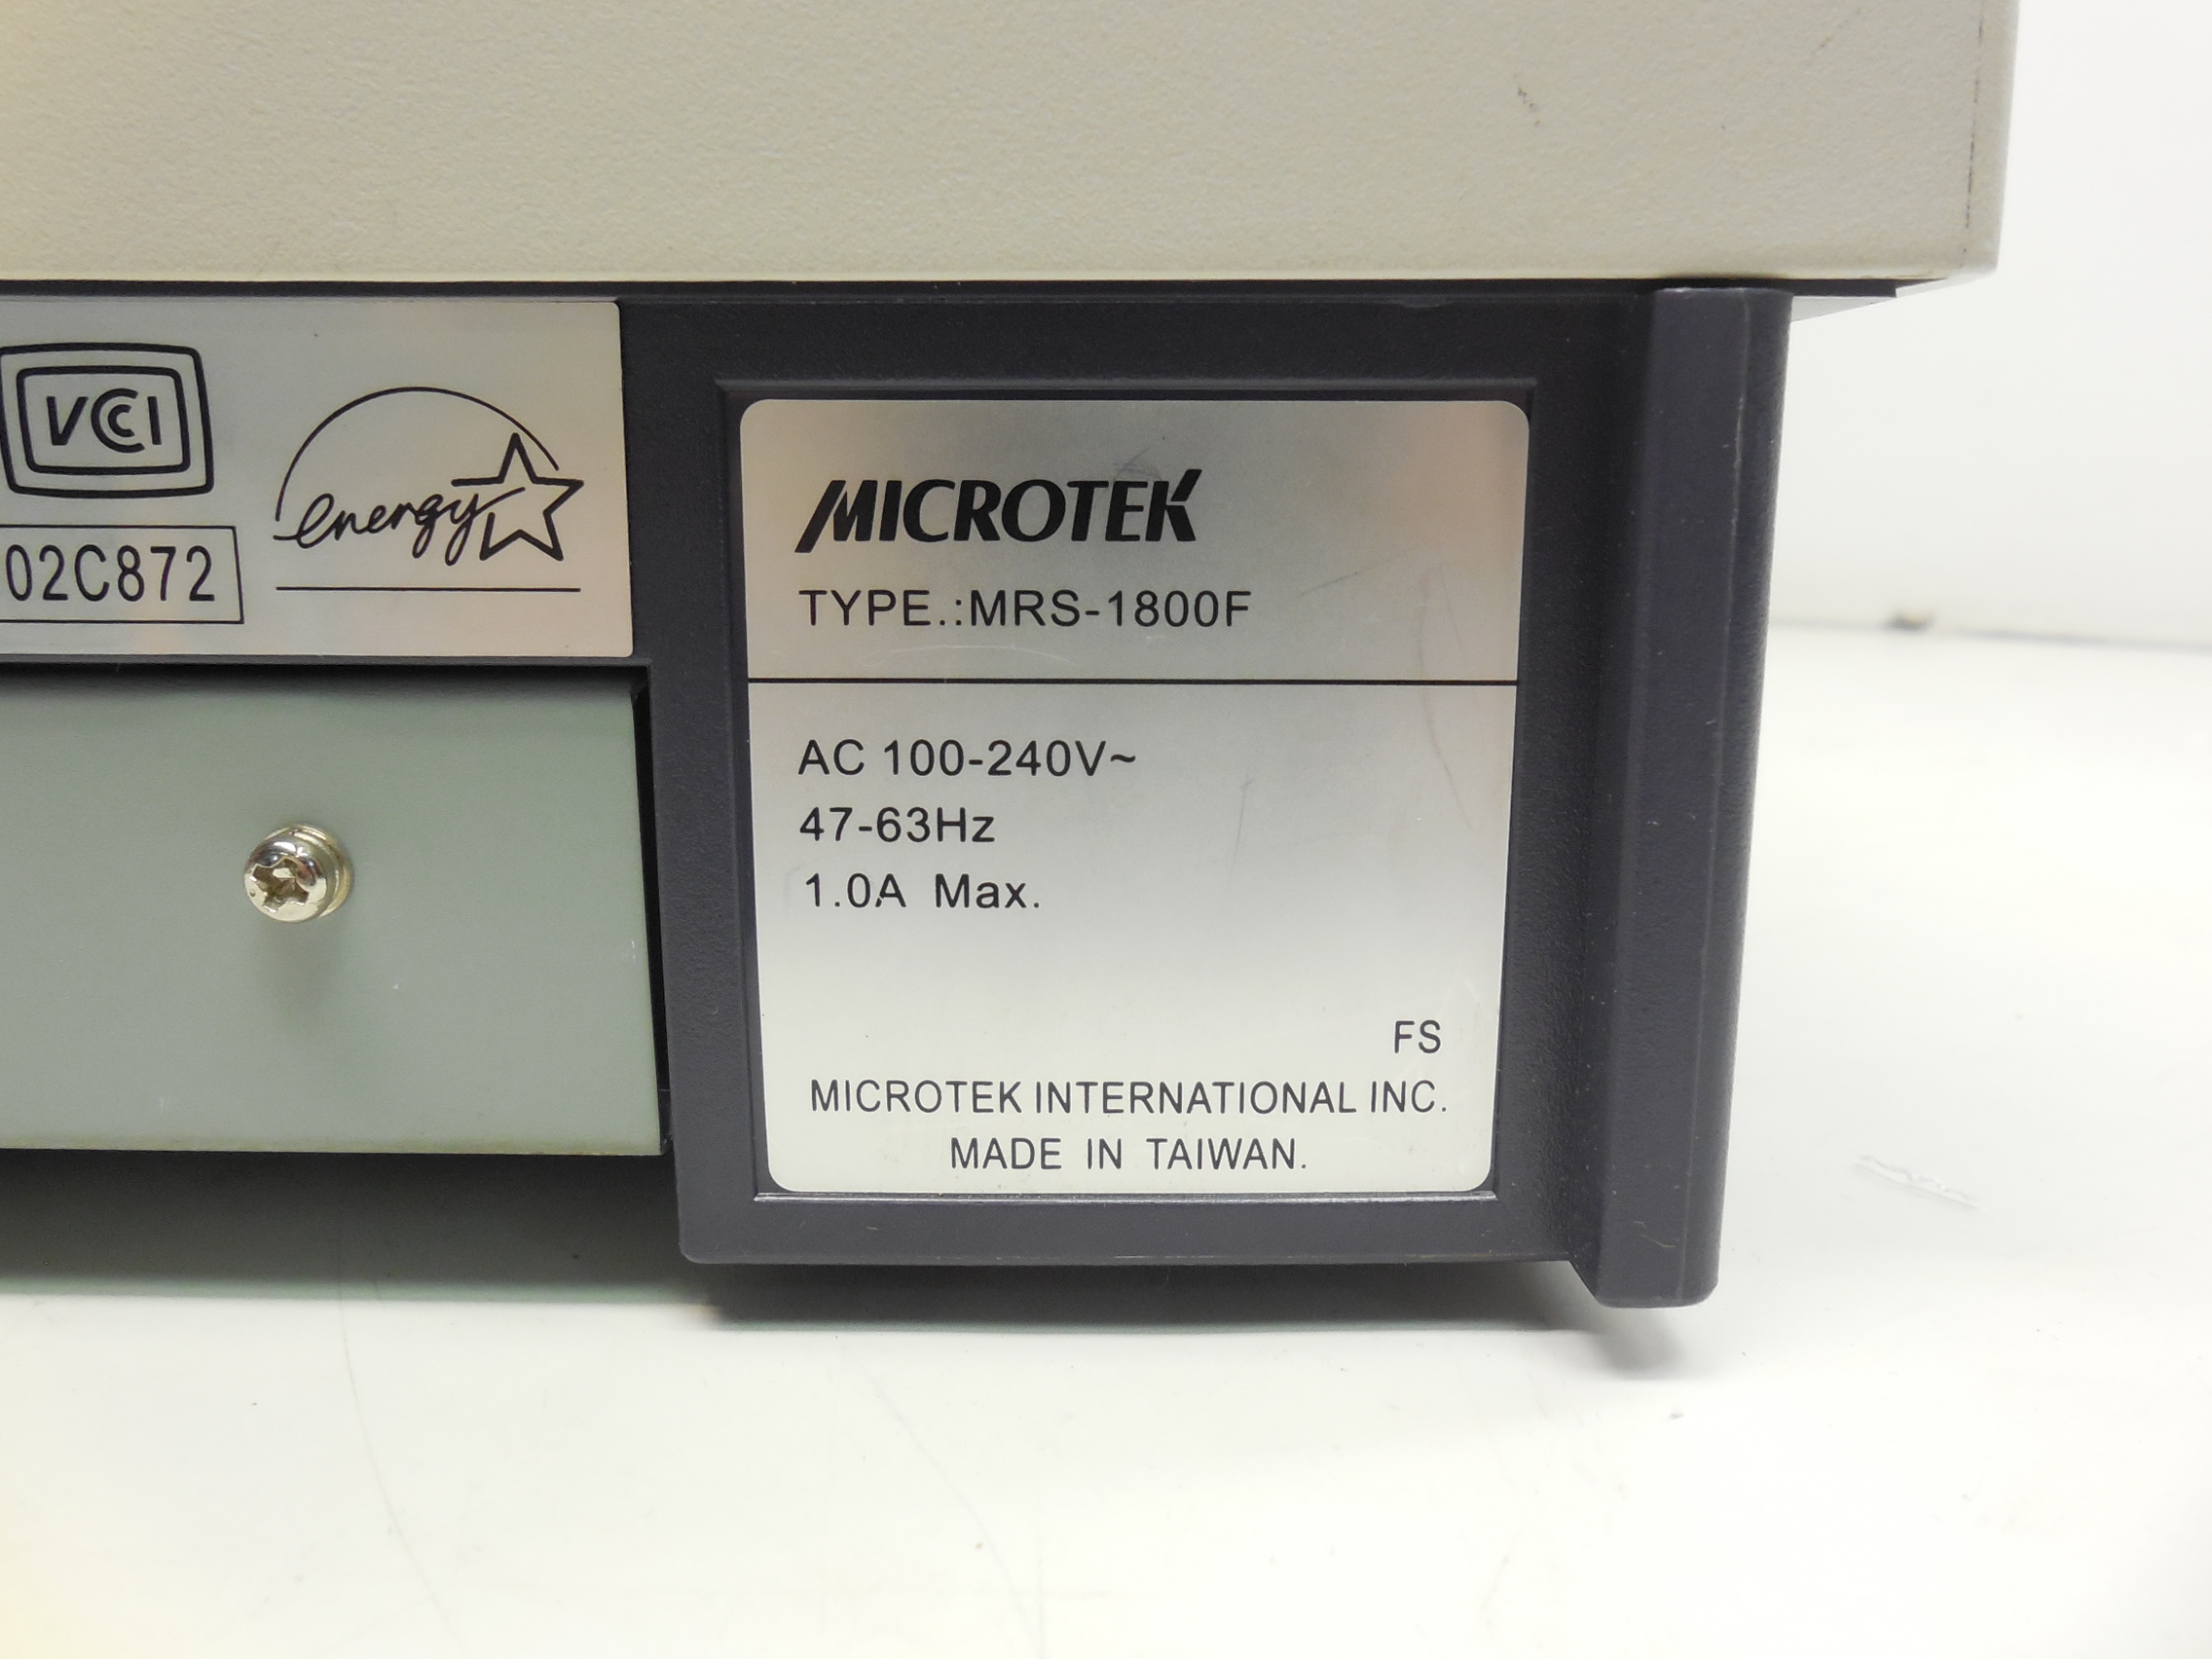 VCCI
02C872
energy
MICROTEK
TYPE.:MRS-1800F
AC 100-240V~
47-63Hz
1.0A Max.
FS
MICROTEK INTERNATIONAL INC.
MADE IN TAIWAN.